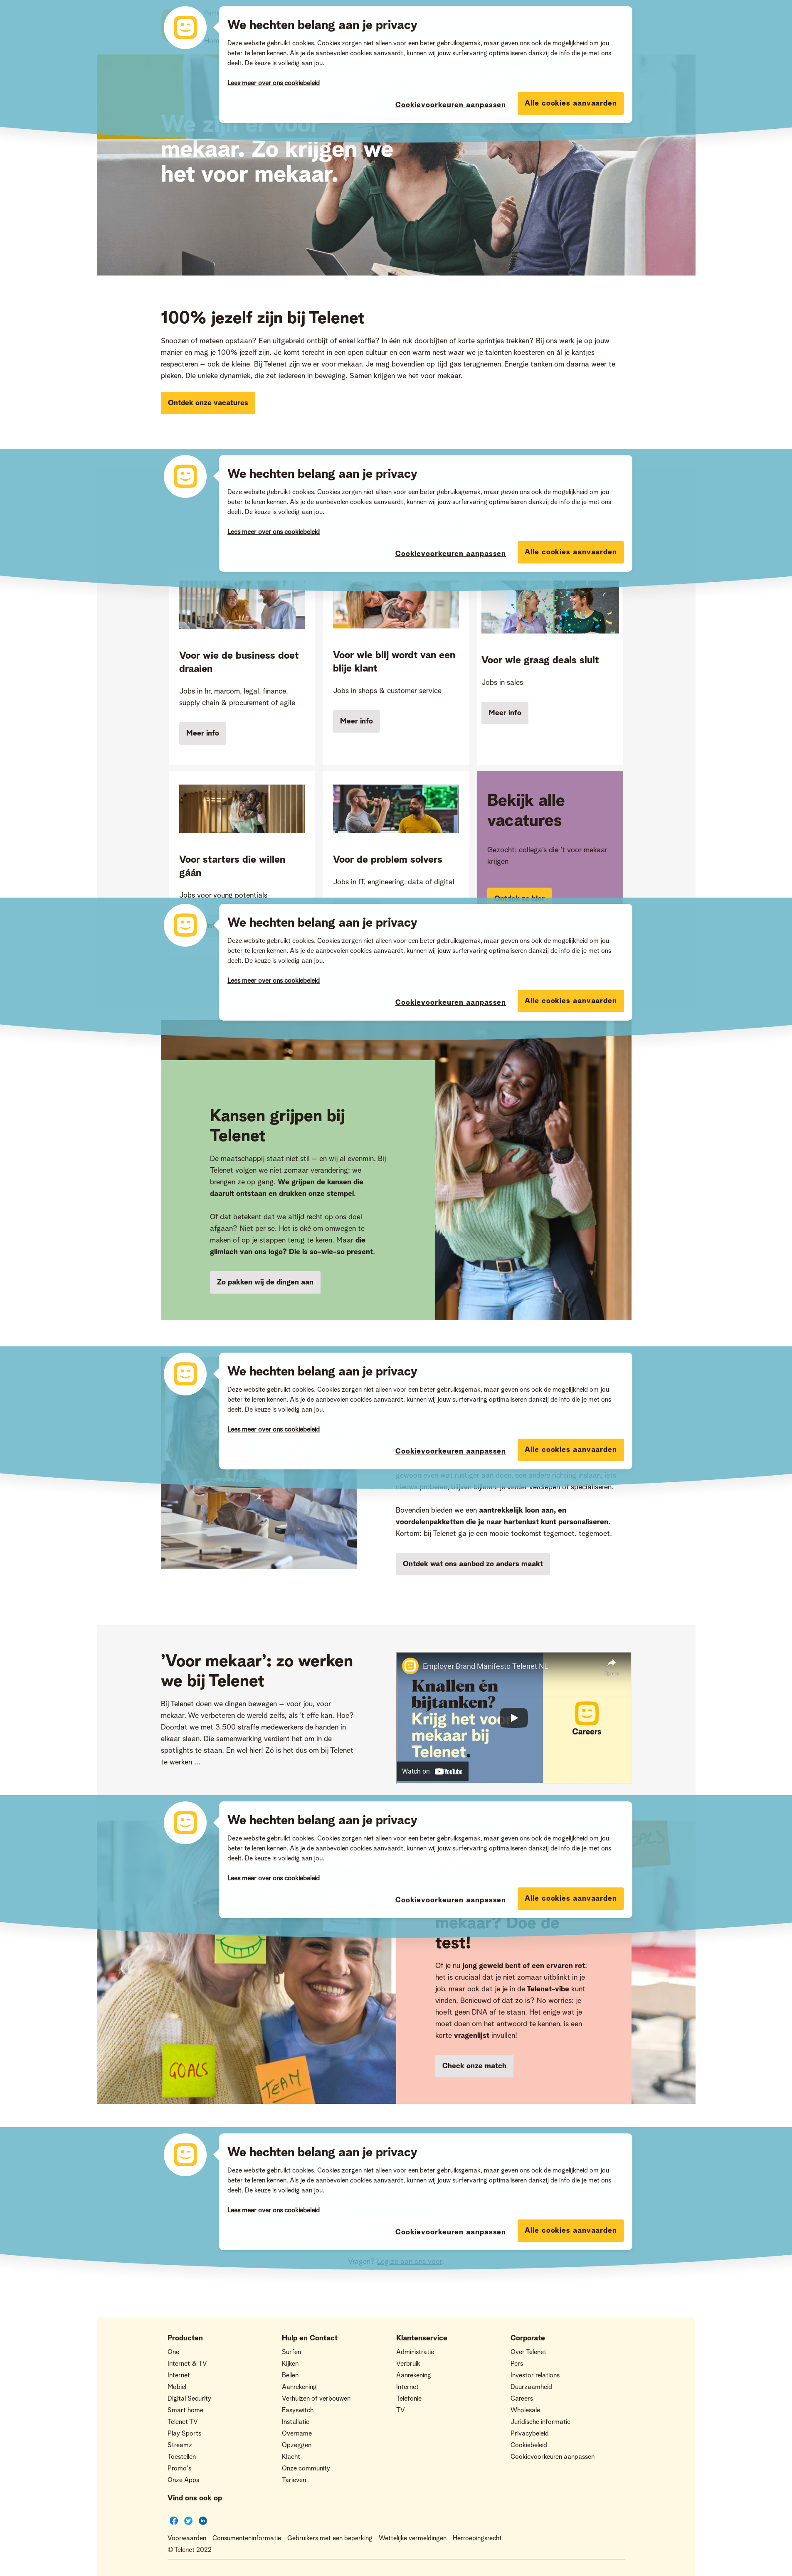 We hechten belang aan je privacy
Deze website gebruikt cookies. Cookies zorgen niet alleen voor een beter gebruiksgemak, maar geven ons ook de mogelijkheid om jou
beter te leren kennen. Als je de aanbevolen cookies aanvaardt, kunnen wij jouw surfervaring optimaliseren dankzij de info die je met ons
deelt. De keuze is volledig aan jou.
Lees meer over ons cookiebeleid
Cookievoorkeuren aanpassen
Alle cookies aanvaarden
We zijn er voor
mekaar. Zo krijgen we
het voor mekaar.
100% jezelf zijn bij Telenet
Snoozen of meteen opstaan? Een uitgebreid ontbijt of enkel koffie? In één ruk doorbijten of korte sprintjes trekken? Bij ons werk je op jouw
manier en mag je 100% jezelf zijn. Je komt terecht in een open cultuur en een warm nest waar we je talenten koesteren en ál je kantjes
respecteren – ook de kleine. Bij Telenet zijn we er voor mekaar. Je mag bovendien op tijd gas terugnemen. Energie tanken om daarna weer te
pieken. Die unieke dynamiek, die zet iedereen in beweging. Samen krijgen we het voor mekaar.
Ontdek onze vacatures
We hechten belang aan je privacy
Deze website gebruikt cookies. Cookies zorgen niet alleen voor een beter gebruiksgemak, maar geven ons ook de mogelijkheid om jou
beter te leren kennen. Als je de aanbevolen cookies aanvaardt, kunnen wij jouw surfervaring optimaliseren dankzij de info die je met ons
deelt. De keuze is volledig aan jou.
Lees meer over ons cookiebeleid
Cookievoorkeuren aanpassen
Alle cookies aanvaarden
Voor wie de business doet
draaien
Jobs in hr, marcom, legal, finance,
supply chain & procurement of agile
Meer info
Voor wie blij wordt van een
blije klant
Jobs in shops & customer service
Meer info
Voor wie graag deals sluit
Jobs in sales
Meer info
Voor starters die willen
gáán
Jobs voor young potentials
Voor de problem solvers
Jobs in IT, engineering, data of digital
Bekijk alle
vacatures
Gezocht: collega's die 't voor mekaar
krijgen
Ontdek ze hier
We hechten belang aan je privacy
Deze website gebruikt cookies. Cookies zorgen niet alleen voor een beter gebruiksgemak, maar geven ons ook de mogelijkheid om jou
beter te leren kennen. Als je de aanbevolen cookies aanvaardt, kunnen wij jouw surfervaring optimaliseren dankzij de info die je met ons
deelt. De keuze is volledig aan jou.
Lees meer over ons cookiebeleid
Cookievoorkeuren aanpassen
Alle cookies aanvaarden
Kansen grijpen bij
Telenet
De maatschappij staat niet stil – en wij al evenmin. Bij
Telenet volgen we niet zomaar verandering: we
brengen ze op gang. We grijpen de kansen die
daaruit ontstaan en drukken onze stempel.
Of dat betekent dat we altijd recht op ons doel
afgaan? Niet per se. Het is oké om omwegen te
maken of op je stappen terug te keren. Maar die
glimlach van ons logo? Die is so-wie-so present.
Zo pakken wij de dingen aan
We hechten belang aan je privacy
Deze website gebruikt cookies. Cookies zorgen niet alleen voor een beter gebruiksgemak, maar geven ons ook de mogelijkheid om jou
beter te leren kennen. Als je de aanbevolen cookies aanvaardt, kunnen wij jouw surfervaring optimaliseren dankzij de info die je met ons
deelt. De keuze is volledig aan jou.
Lees meer over ons cookiebeleid
Cookievoorkeuren aanpassen
Alle cookies aanvaarden
gewoon even wat rustiger aan doen, een andere richting inslaan, iets
nieuws proberen, blijven bijleren, je verder verdiepen of specialiseren.
Bovendien bieden we een aantrekkelijk loon aan, en
voordelenpakketten die je naar hartenlust kunt personaliseren.
Kortom: bij Telenet ga je een mooie toekomst tegemoet. tegemoet.
Ontdek wat ons aanbod zo anders maakt
'Voor mekaar': zo werken
we bij Telenet
Bij Telenet doen we dingen bewegen – voor jou, voor
mekaar. We verbeteren de wereld zelfs, als 't effe kan. Hoe?
Doordat we met 3.500 straffe medewerkers de handen in
elkaar slaan. Die samenwerking verdient het om in de
spotlights te staan. En wel hier! Zó is het dus om bij Telenet
te werken ...
Employer Brand Manifesto Telenet NL
Knallen én
bijtanken?
Krijg het voor
mekaar bij
Telenet.
Careers
Watch on YouTube
We hechten belang aan je privacy
Deze website gebruikt cookies. Cookies zorgen niet alleen voor een beter gebruiksgemak, maar geven ons ook de mogelijkheid om jou
beter te leren kennen. Als je de aanbevolen cookies aanvaardt, kunnen wij jouw surfervaring optimaliseren dankzij de info die je met ons
deelt. De keuze is volledig aan jou.
Lees meer over ons cookiebeleid
Cookievoorkeuren aanpassen
Alle cookies aanvaarden
GOALS
mekaar? Doe de
test!
Of je nu jong geweld bent of een ervaren rot:
het is cruciaal dat je niet zomaar uitblinkt in je
job, maar ook dat je je in de Telenet-vibe kunt
vinden. Benieuwd of dat zo is? No worries: je
hoeft geen DNA af te staan. Het enige wat je
moet doen om het antwoord te kennen, is een
korte vragenlijst invullen!
Check onze match
GOALS
TEAM
We hechten belang aan je privacy
Deze website gebruikt cookies. Cookies zorgen niet alleen voor een beter gebruiksgemak, maar geven ons ook de mogelijkheid om jou
beter te leren kennen. Als je de aanbevolen cookies aanvaardt, kunnen wij jouw surfervaring optimaliseren dankzij de info die je met ons
deelt. De keuze is volledig aan jou.
Lees meer over ons cookiebeleid
Cookievoorkeuren aanpassen
Alle cookies aanvaarden
Vragen? Leg ze aan ons voor.
Producten
One
Internet & TV
Internet
Mobiel
Digital Security
Smart home
Telenet TV
Play Sports
Streamz
Toestellen
Promo's
Onze Apps
Hulp en Contact
Surfen
Kijken
Bellen
Aanrekening
Verhuizen of verbouwen
Easyswitch
Installatie
Overname
Opzeggen
Klacht
Onze community
Tarieven
Klantenservice
Administratie
Verbruik
Aanrekening
Internet
Telefonie
TV
Corporate
Over Telenet
Pers
Investor relations
Duurzaamheid
Careers
Wholesale
Juridische informatie
Privacybeleid
Cookiebeleid
Cookievoorkeuren aanpassen
Vind ons ook op
Voorwaarden Consumenteninformatie Gebruikers met een beperking Wettelijke vermeldingen Herroepingsrecht
© Telenet 2022